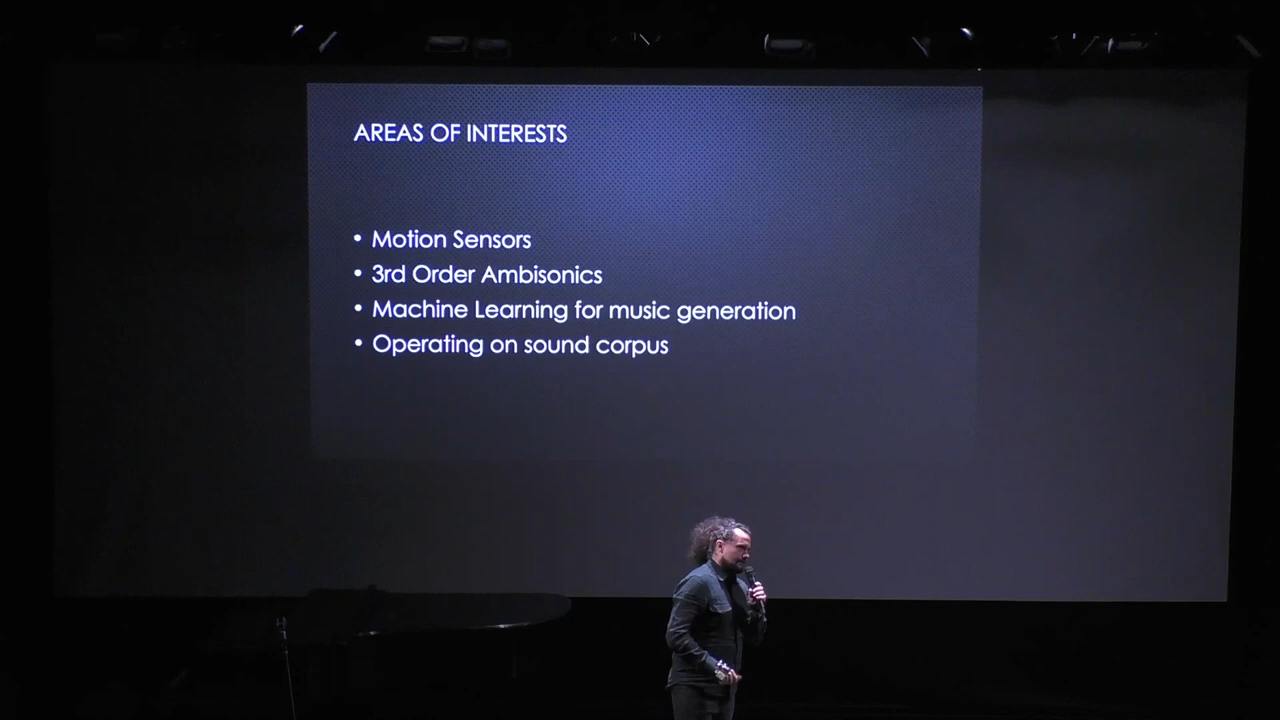 AREAS OF INTERESTS
• Motion Sensors
• 3rd Order Ambisonics
• Machine Learning for music generation
• Operating on sound corpus